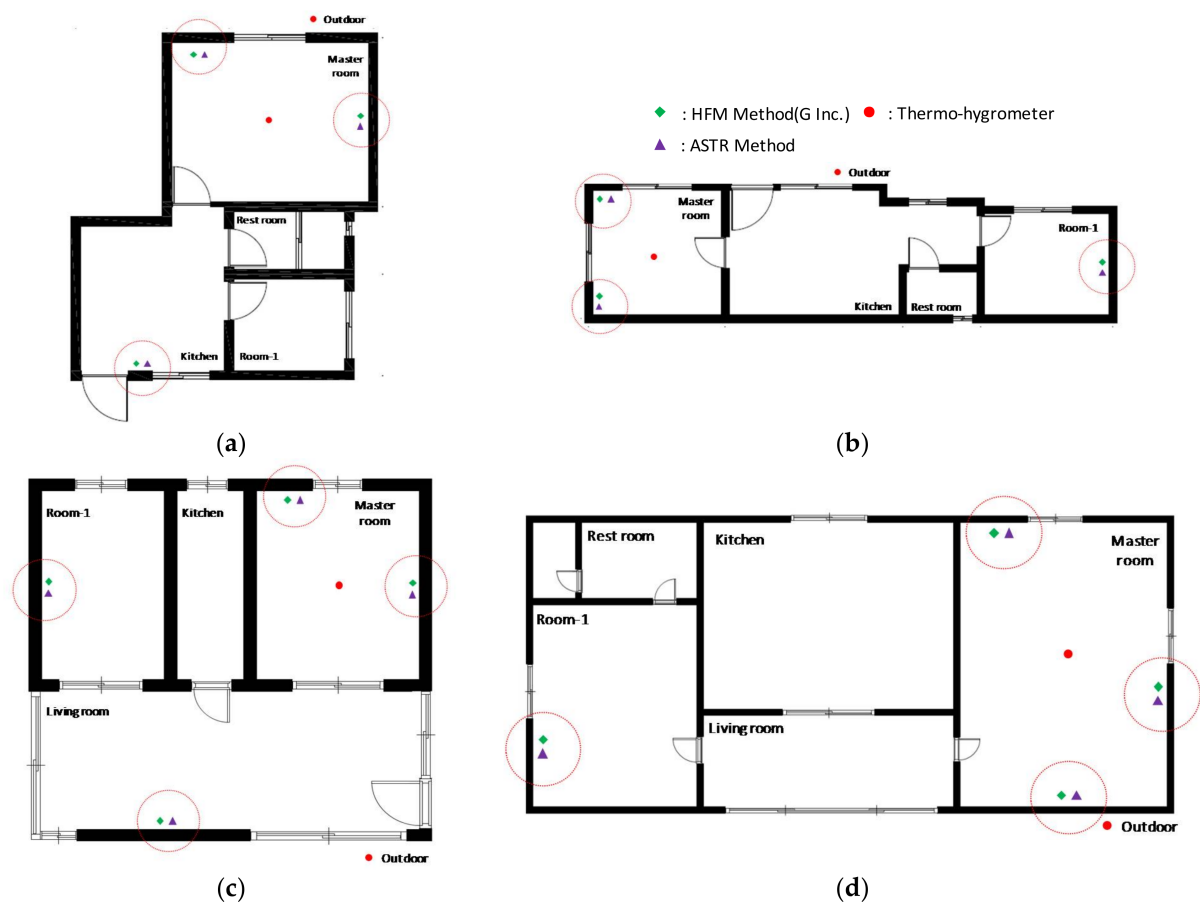 Outdoor
Master
room
Rest room
Kitchen
Room-1
(a)
: HFM Method(G Inc.)
: Thermo-hygrometer
: ASTR Method
Outdoor
Master
room
Room-1
Kitchen
Rest room
(b)
Room-1
Kitchen
Master
room
Living room
Outdoor
(c)
Rest room
Kitchen
Master
room
Room-1
Living room
Outdoor
(d)